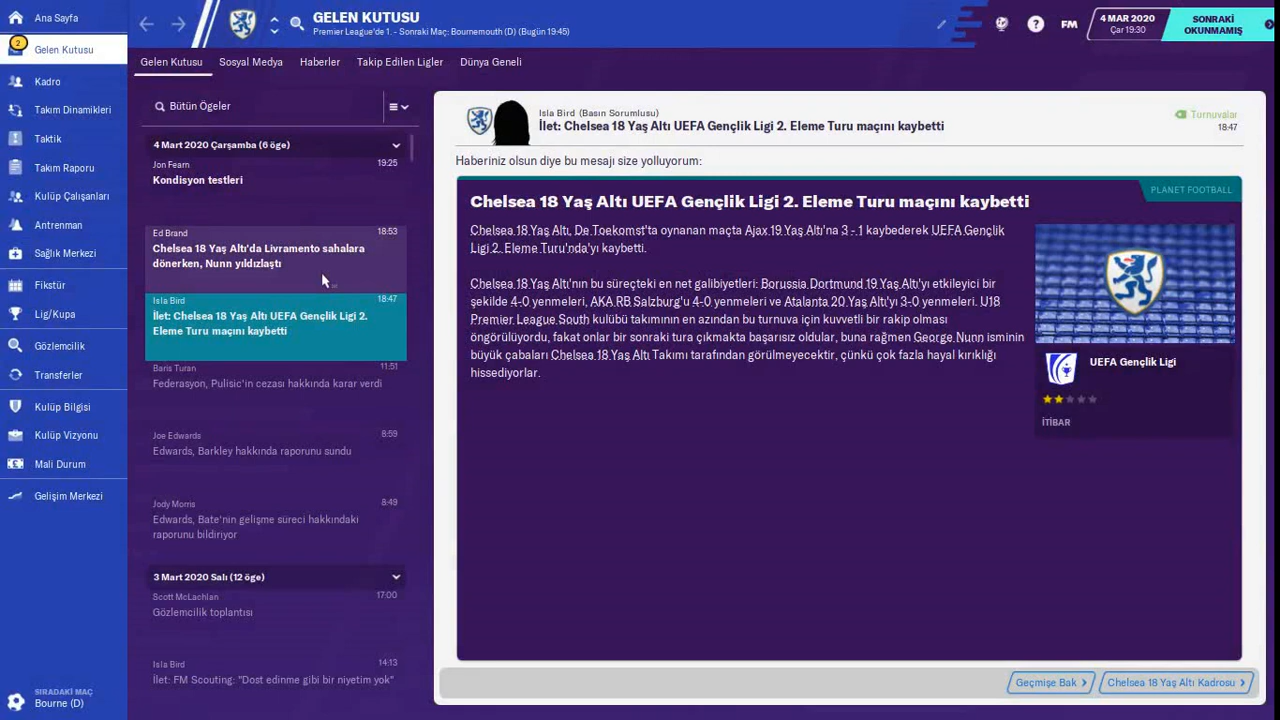 Ana Sayfa
2
Gelen Kutusu
Kadro
Takım Dinamikleri
Taktik
Takım Raporu
Kulüp Çalışanları
Antrenman
Sağlık Merkezi
Fikstür
Lig/Kupa
Gözlemcilik
Transferler
Kulüp Bilgisi
Kulüp Vizyonu
Mali Durum
Gelişim Merkezi
SIRADAKİ MAÇ
Bourne (D)
GELEN KUTUSU
Premier League'de 1. - Sonraki Maç: Bournemouth (D) (Bugün 19:45)
?
FM
4 MAR 2020
Çar 19:30
SONRAKİ
OKUNMAMIŞ
Gelen Kutusu Sosyal Medya Haberler Takip Edilen Ligler Dünya Geneli
Bütün Ögeler
4 Mart 2020 Çarşamba (6 öge)
Jon Fearn 19:25
Kondisyon testleri
Ed Brand 18:53
Chelsea 18 Yaş Altı'da Livramento sahalara
dönerken, Nunn yıldızlaştı
Isla Bird 18:47
İlet: Chelsea 18 Yaş Altı UEFA Gençlik Ligi 2.
Eleme Turu maçını kaybetti
Baris Turan 11:51
Federasyon, Pulisic'in cezası hakkında karar verdi
Joe Edwards 8:59
Edwards, Barkley hakkında raporunu sundu
Jody Morris 8:49
Edwards, Bate'nin gelişme süreci hakkındaki
raporunu bildiriyor
3 Mart 2020 Salı (12 öge)
Scott McLachlan 17:00
Gözlemcilik toplantısı
Isla Bird 14:13
İlet: FM Scouting: "Dost edinme gibi bir niyetim yok"
Isla Bird (Basın Sorumlusu)
İlet: Chelsea 18 Yaş Altı UEFA Gençlik Ligi 2. Eleme Turu maçını kaybetti
Turnuvalar
18:47
Haberiniz olsun diye bu mesajı size yolluyorum:
PLANET FOOTBALL
Chelsea 18 Yaş Altı UEFA Gençlik Ligi 2. Eleme Turu maçını kaybetti
Chelsea 18 Yaş Altı, De Toekomst'ta oynanan maçta Ajax 19 Yaş Altı'na 3 - 1 kaybederek UEFA Gençlik
Ligi 2. Eleme Turu'nda'yı kaybetti.
Chelsea 18 Yaş Altı'nın bu süreçteki en net galibiyetleri: Borussia Dortmund 19 Yaş Altı'yı etkileyici bir
şekilde 4-0 yenmeleri, AKA RB Salzburg'u 4-0 yenmeleri ve Atalanta 20 Yaş Altı'yı 3-0 yenmeleri. U18
Premier League South kulübü takımının en azından bu turnuva için kuvvetli bir rakip olması
öngörülüyordu, fakat onlar bir sonraki tura çıkmakta başarısız oldular, buna rağmen George Nunn isminin
büyük çabaları Chelsea 18 Yaş Altı Takımı tarafından görülmeyecektir, çünkü çok fazla hayal kırıklığı
hissediyorlar.
UEFA Gençlik Ligi
İTİBAR
Geçmişe Bak
Chelsea 18 Yaş Altı Kadrosu